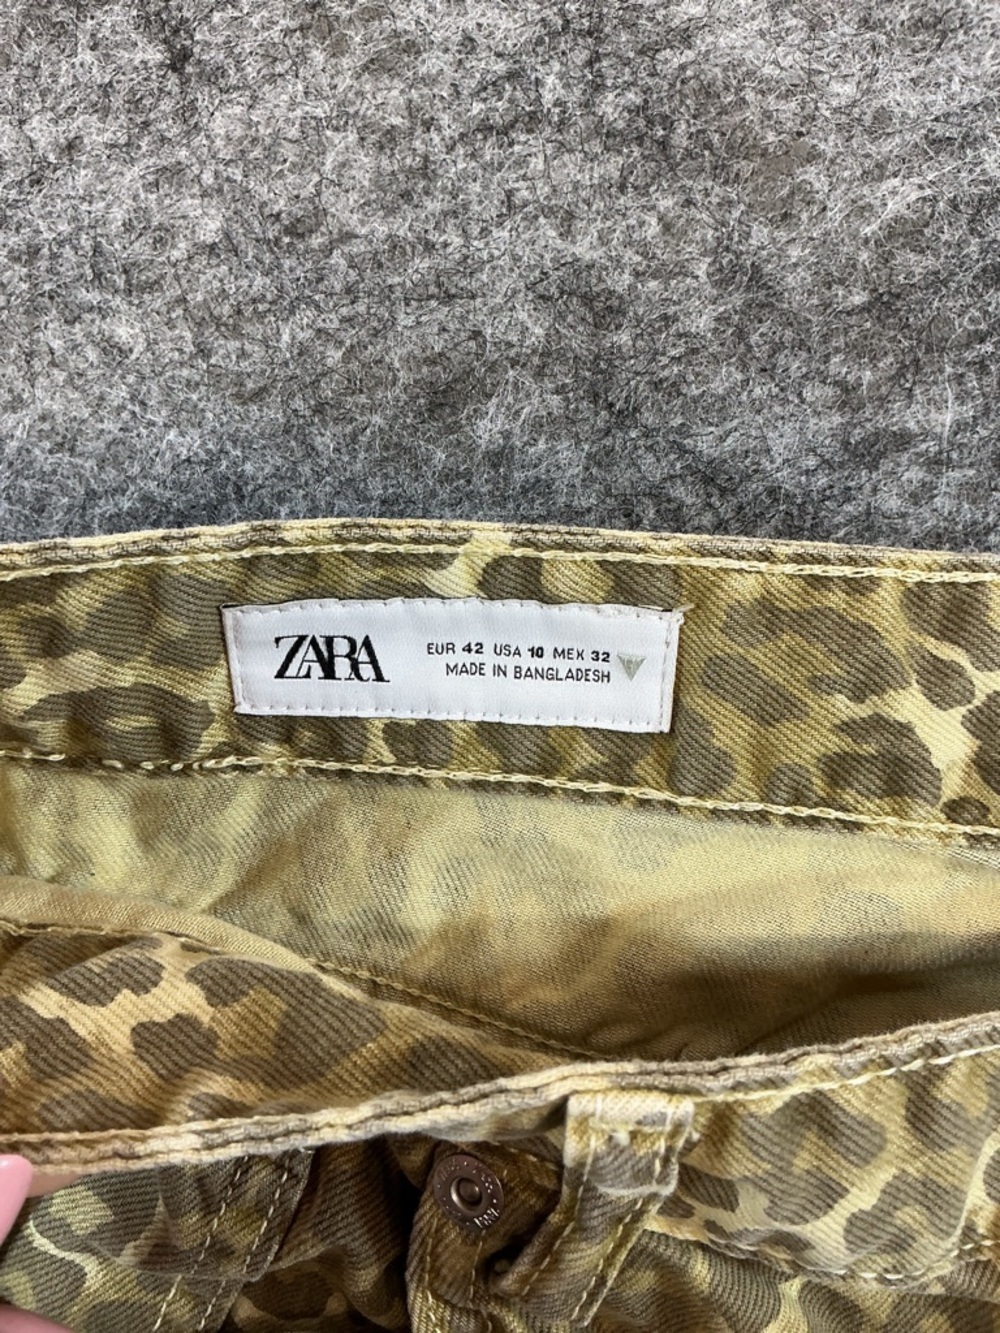 ZARA
EUR 42 USA 10 MEX 32
MADE IN BANGLADESH